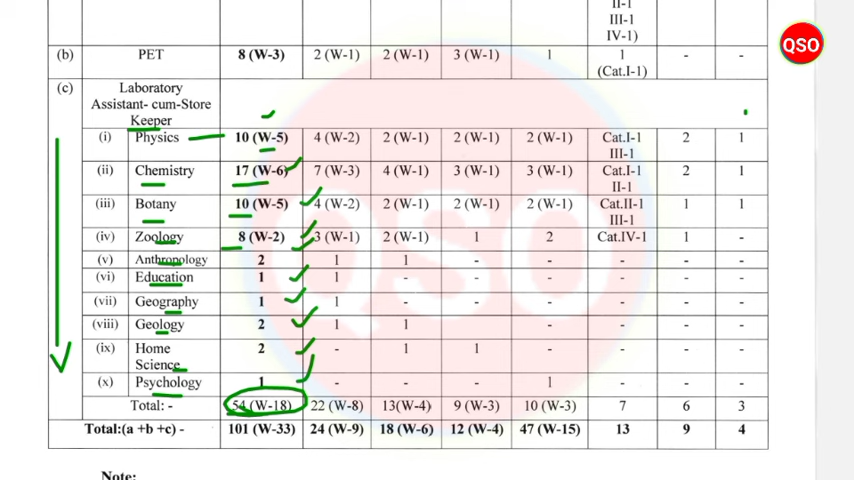 II-1
III-1
IV-1)
QSO
(b) PET 8 (W-3) 2 (W-1) 2 (W-1) 3 (W-1) 1 1 - -
(Cat.I-1)
(c) Laboratory
Assistant- cum-Store
Keeper
(i) Physics 10 (W-5) 4 (W-2) 2 (W-1) 2 (W-1) 2 (W-1) Cat.I-1 2 1
III-1
(ii) Chemistry 17 (W-6) 7 (W-3) 4 (W-1) 3 (W-1) 3 (W-1) Cat.I-1 2 1
II-1
(iii) Botany 10 (W-5) 4 (W-2) 2 (W-1) 2 (W-1) 2 (W-1) Cat.II-1 1 1
III-1
(iv) Zoology 8 (W-2) 3 (W-1) 2 (W-1) 1 2 Cat.IV-1 1 -
(v) Anthropology 2 1 1 - - - -
(vi) Education 1 1 - - - - - -
(vii) Geography 1 1 - - - - - -
(viii) Geology 2 1 1 - - - - -
(ix) Home 2 - 1 1 - - - -
Science
(x) Psychology 1 - - - 1 - - -
Total: - 54 (W-18) 22 (W-8) 13(W-4) 9 (W-3) 10 (W-3) 7 6 3
Total:(a +b +c) - 101 (W-33) 24 (W-9) 18 (W-6) 12 (W-4) 47 (W-15) 13 9 4
Note:
QSO